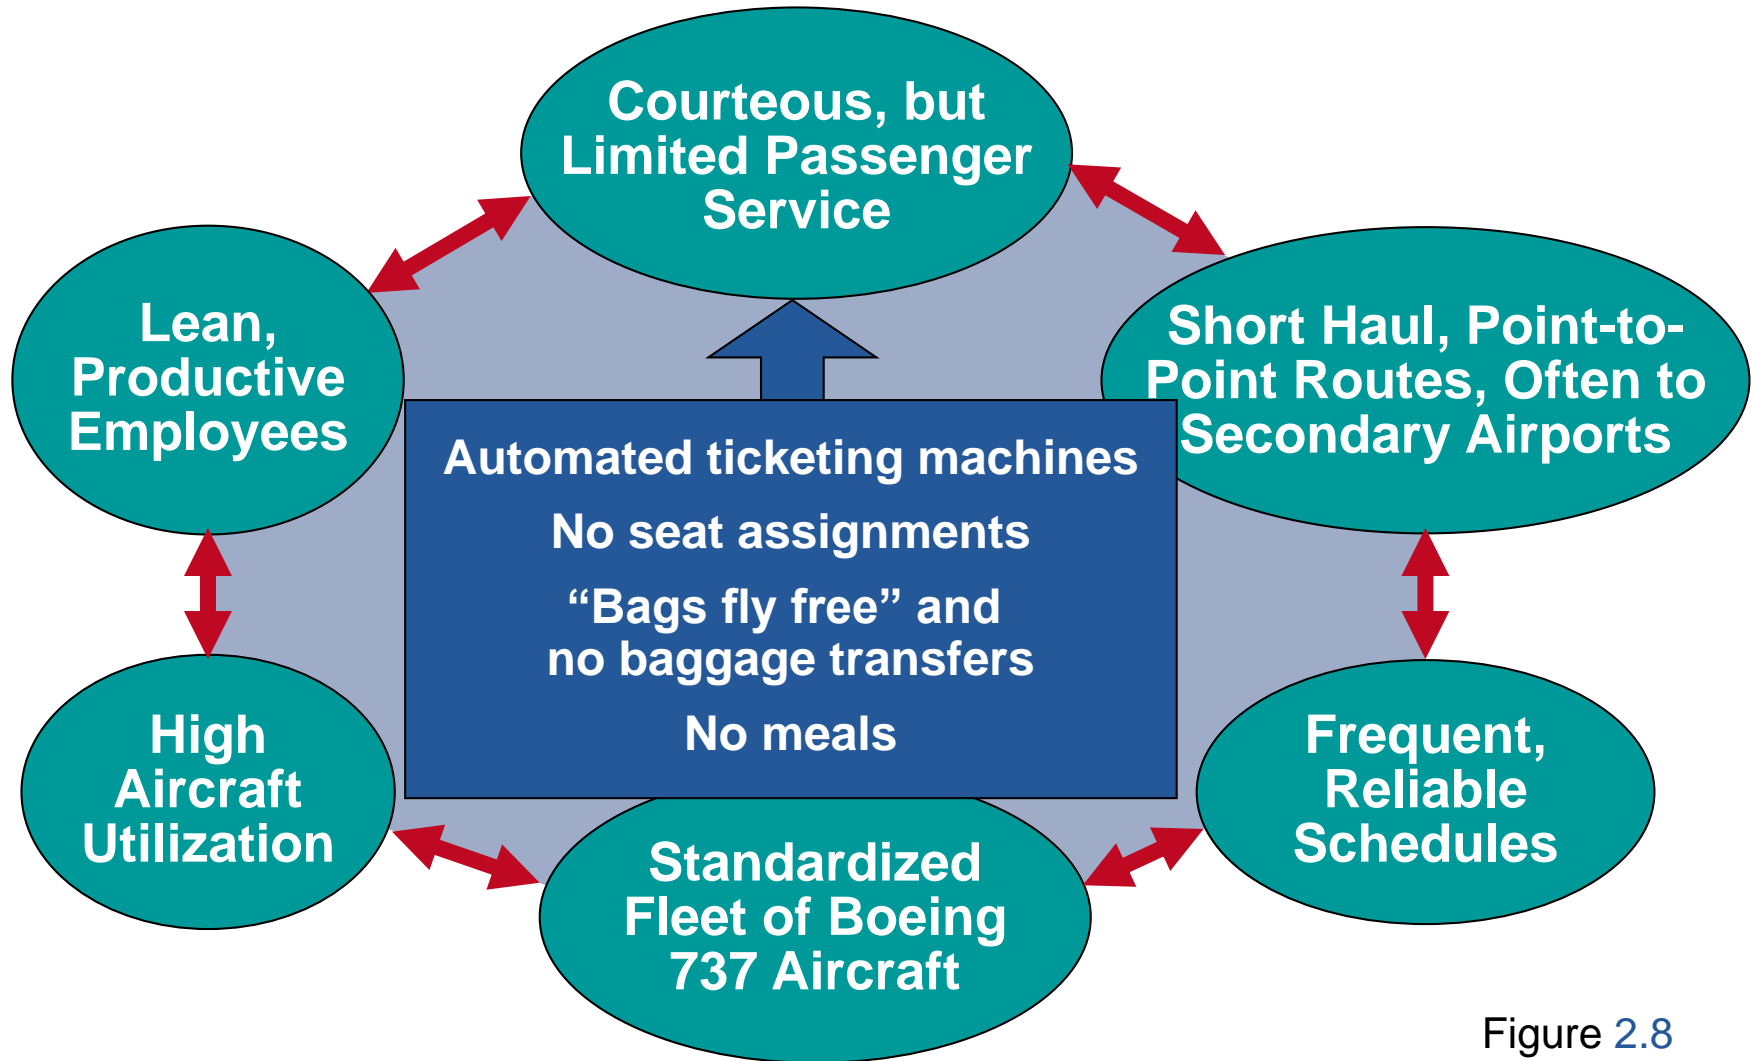 Courteous, but
Limited Passenger
Service
Lean,
Productive
Employees
Short Haul, Point-to-
Point Routes, Often to
Secondary Airports
Automated ticketing machines
No seat assignments
“Bags fly free” and
no baggage transfers
No meals
High
Aircraft
Utilization
Frequent,
Reliable
Schedules
Standardized
Fleet of Boeing
737 Aircraft
Figure 2.8